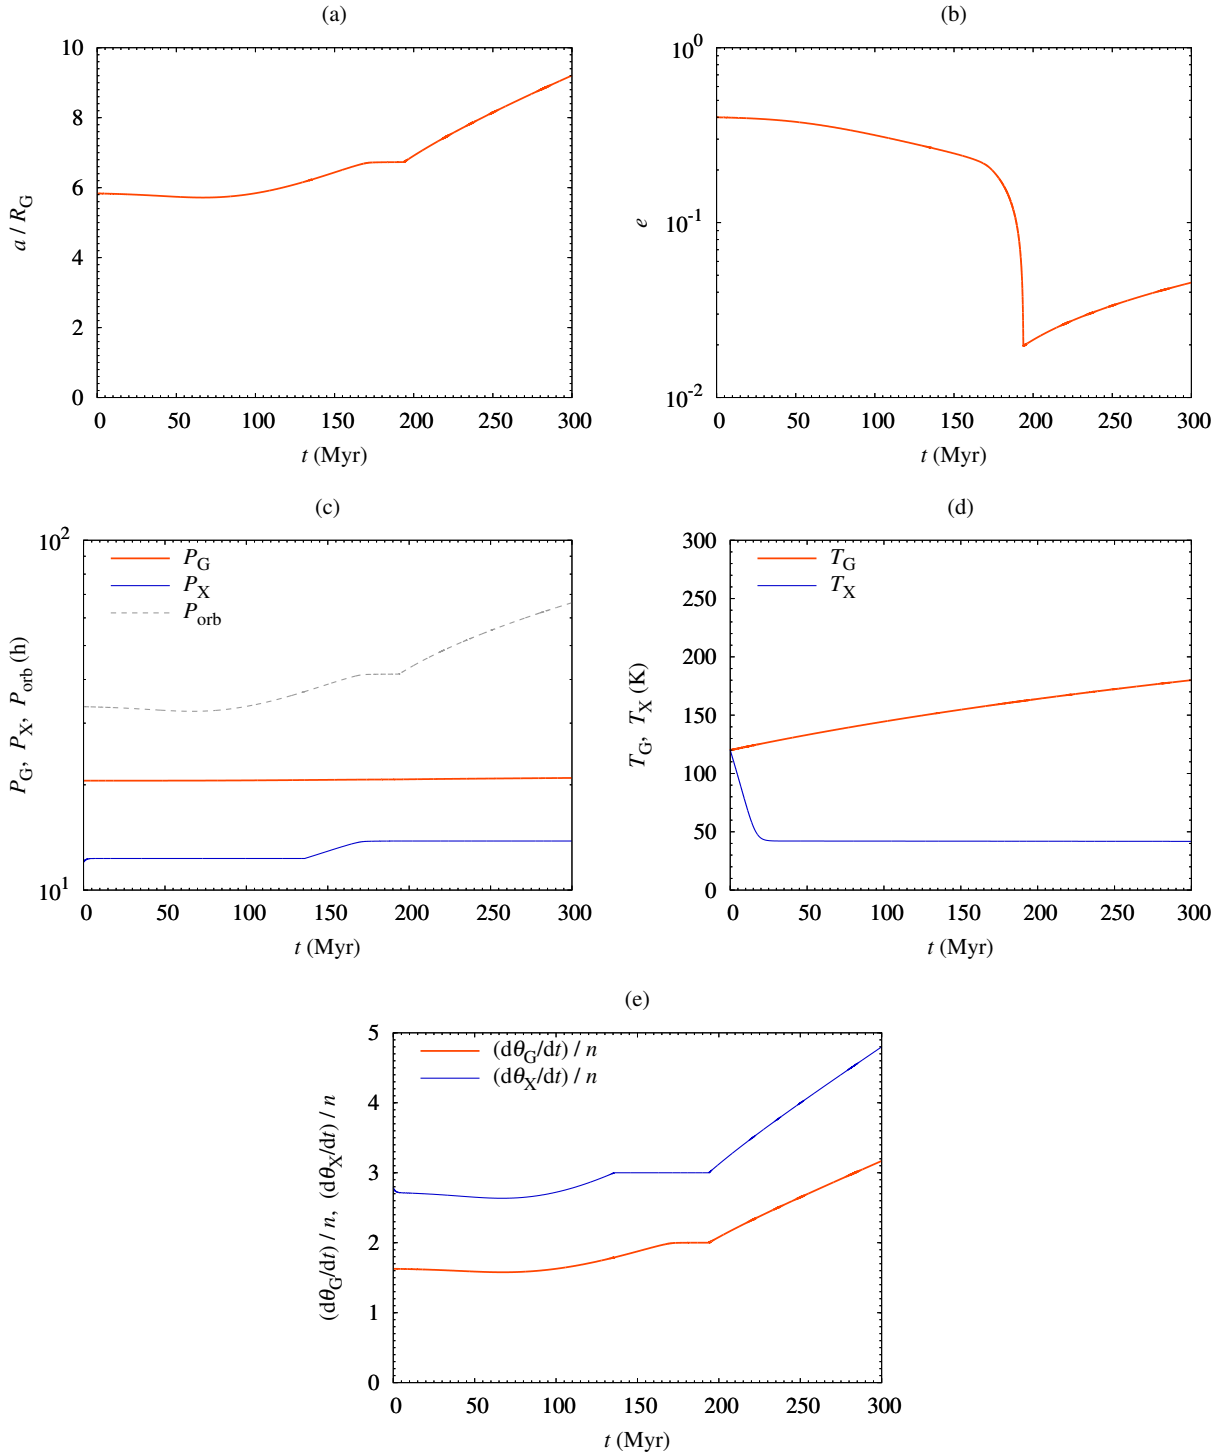 (a)
10
8
6
4
2
0
a / R_G
0 50 100 150 200 250 300
t (Myr)
(b)
10^0
10^-1
10^-2
e
0 50 100 150 200 250 300
t (Myr)
(c)
10^2
10^1
P_G, P_X, P_orb (h)
P_G
P_X
P_orb
0 50 100 150 200 250 300
t (Myr)
(d)
300
250
200
150
100
50
0
T_G, T_X (K)
T_G
T_X
0 50 100 150 200 250 300
t (Myr)
(e)
5
4
3
2
1
0
(dθ_G/dt) / n, (dθ_X/dt) / n
(dθ_G/dt) / n
(dθ_X/dt) / n
0 50 100 150 200 250 300
t (Myr)